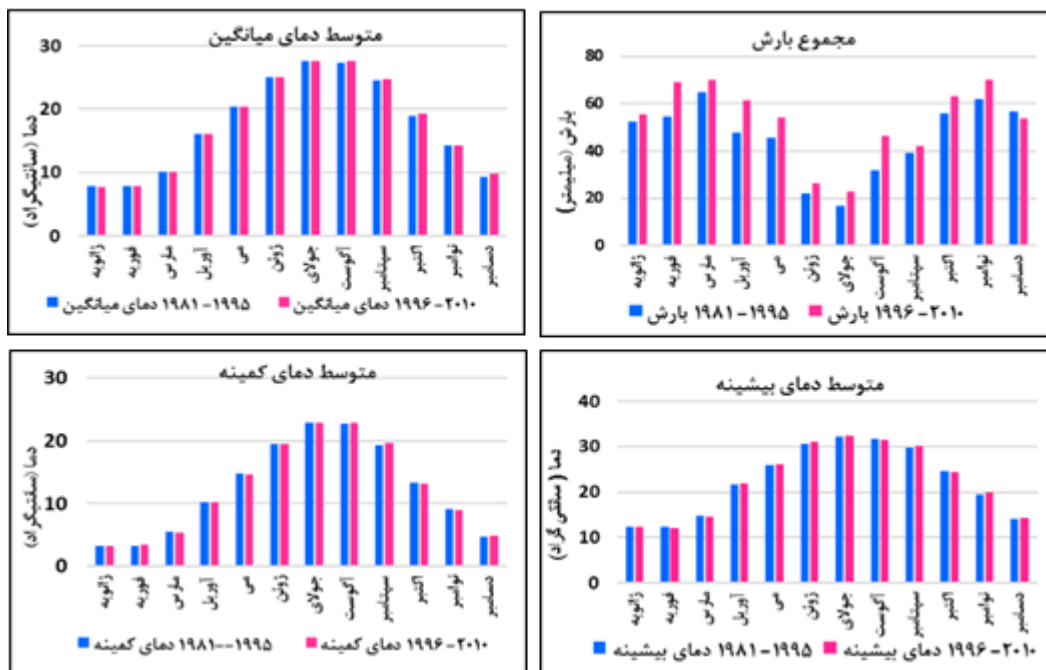 متوسط دمای میانگین
دما (سانتیگراد)
30
20
10
0
ژانویه
فوریه
مارس
آوریل
می
ژوئن
جولای
آگوست
سپتامبر
اکتبر
نوامبر
دسامبر
دمای میانگین ۱۹۸۱-۱۹۹۵
دمای میانگین ۱۹۹۶-۲۰۱۰
مجموع بارش
بارش (میلیمتر)
80
60
40
20
0
ژانویه
فوریه
مارس
آوریل
می
ژوئن
جولای
آگوست
سپتامبر
اکتبر
نوامبر
دسامبر
بارش ۱۹۸۱-۱۹۹۵
بارش ۱۹۹۶-۲۰۱۰
متوسط دمای کمینه
دما (سانتیگراد)
30
20
10
0
ژانویه
فوریه
مارس
آوریل
می
ژوئن
جولای
آگوست
سپتامبر
اکتبر
نوامبر
دسامبر
دمای کمینه ۱۹۸۱--۱۹۹۵
دمای کمینه ۱۹۹۶-۲۰۱۰
متوسط دمای بیشینه
دما (سانتی گراد)
40
30
20
10
0
ژانویه
فوریه
مارس
آوریل
می
ژوئن
جولای
آگوست
سپتامبر
اکتبر
نوامبر
دسامبر
دمای بیشینه ۱۹۸۱-۱۹۹۵
دمای بیشینه ۱۹۹۶-۲۰۱۰